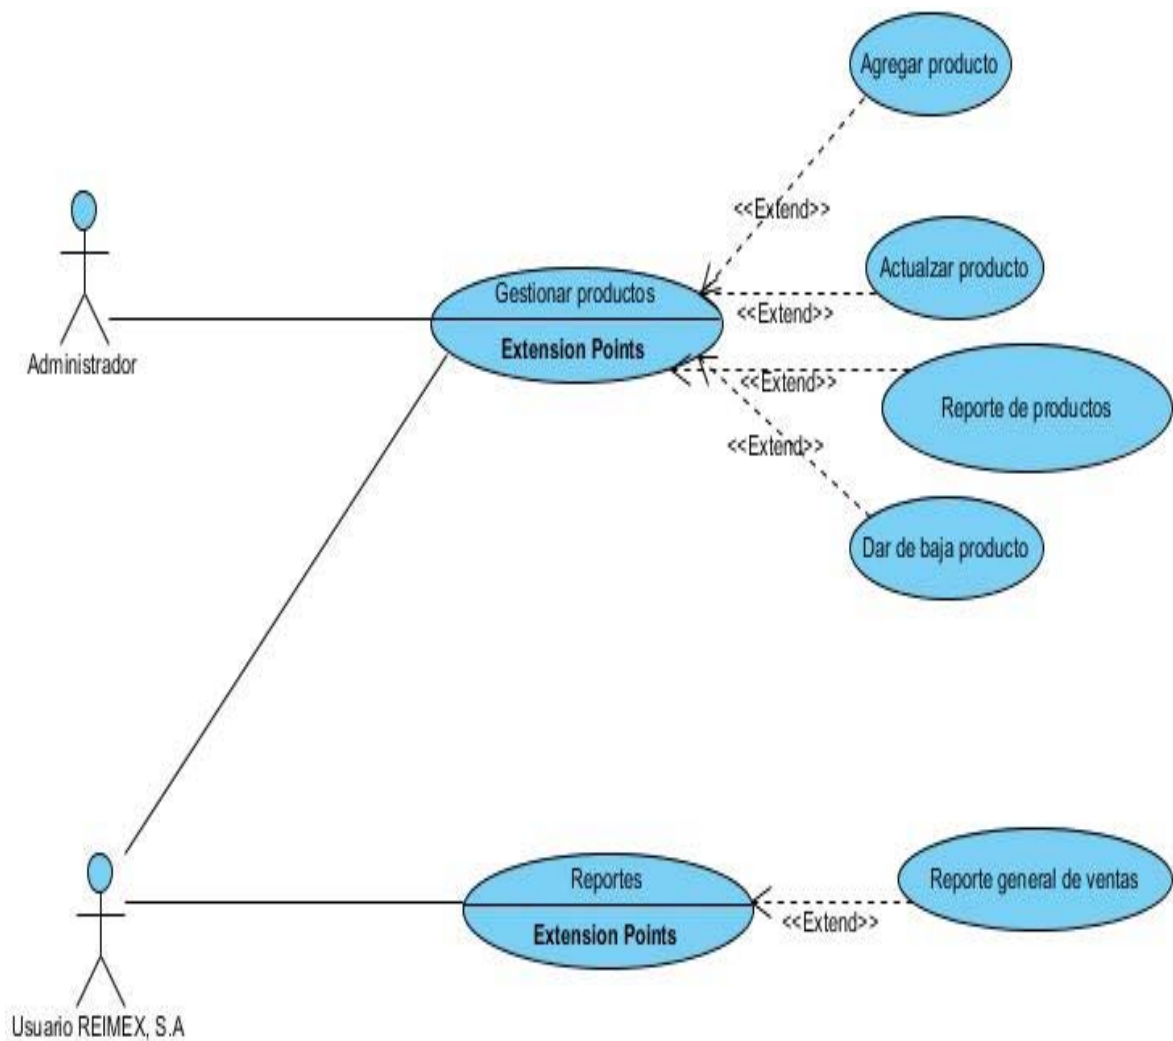 Agregar producto
<<Extend>>
Actualzar producto
Gestionar productos
<<Extend>>
Extension Points
Administrador
<<Extend>>
Reporte de productos
<<Extend>>
Dar de baja producto
Reportes
Reporte general de ventas
<<Extend>>
Extension Points
Usuario REIMEX, S.A